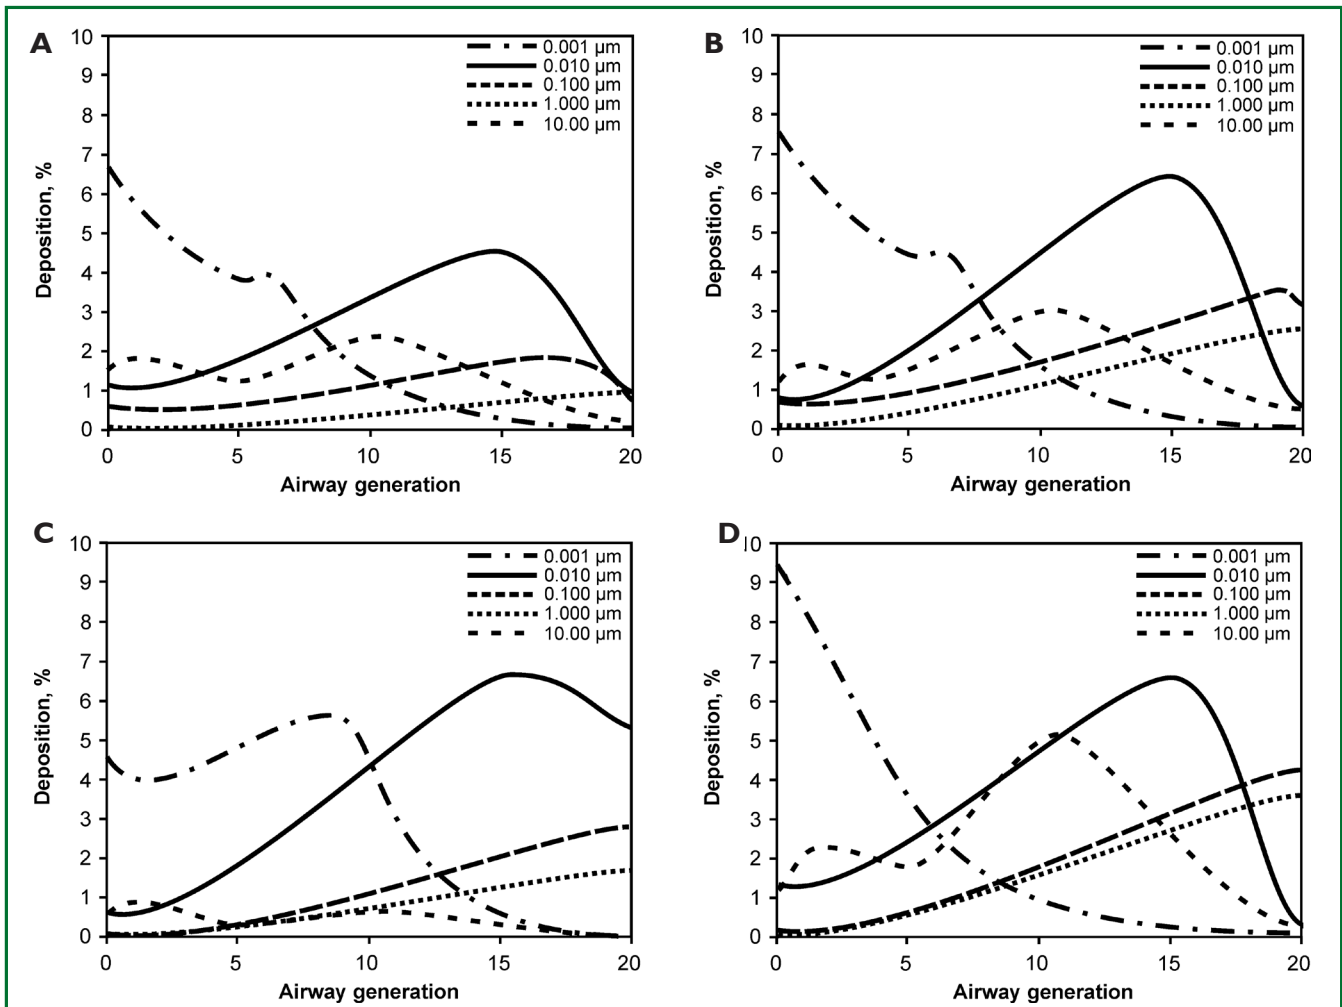 A
10
9
8
7
6
5
4
3
2
1
0
Deposition, %
0.001 µm
0.010 µm
0.100 µm
1.000 µm
10.00 µm
0 5 10 15 20
Airway generation
B
10
9
8
7
6
5
4
3
2
1
0
Deposition, %
0.001 µm
0.010 µm
0.100 µm
1.000 µm
10.00 µm
0 5 10 15 20
Airway generation
C
10
9
8
7
6
5
4
3
2
1
0
Deposition, %
0.001 µm
0.010 µm
0.100 µm
1.000 µm
10.00 µm
0 5 10 15 20
Airway generation
D
10
9
8
7
6
5
4
3
2
1
0
Deposition, %
0.001 µm
0.010 µm
0.100 µm
1.000 µm
10.00 µm
0 5 10 15 20
Airway generation